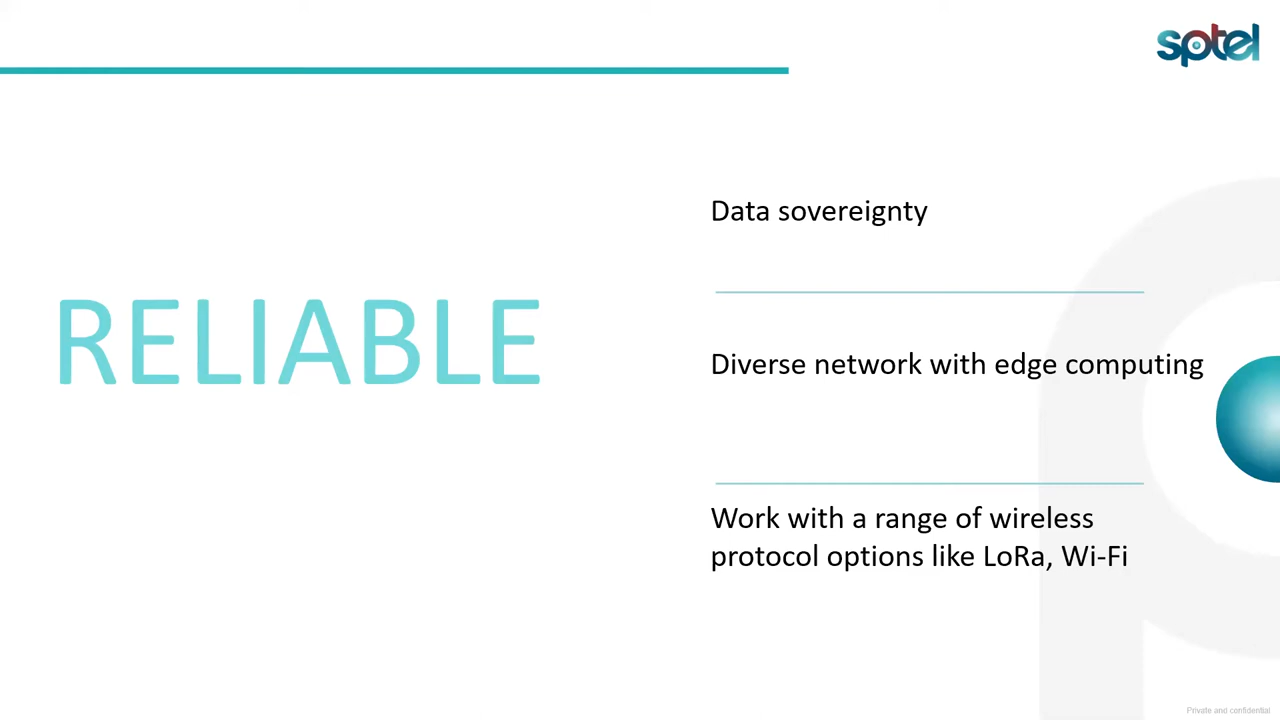 sptel
RELIABLE
Data sovereignty
Diverse network with edge computing
Work with a range of wireless
protocol options like LoRa, Wi-Fi
Private and confidential